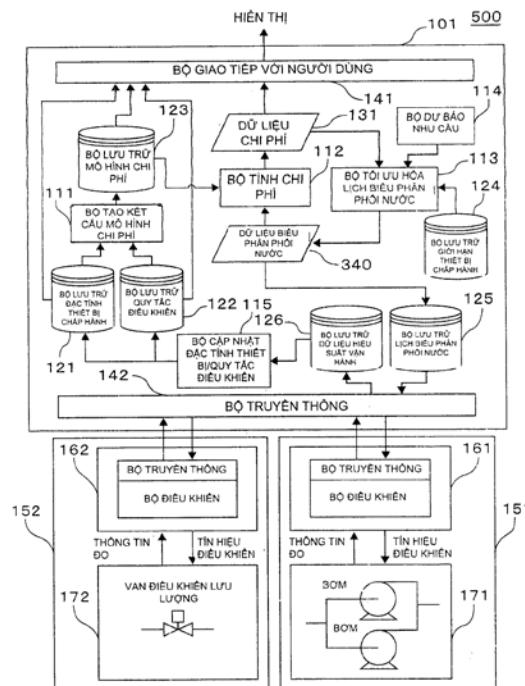 HIỂN THỊ
500
101
BỘ GIAO TIẾP VỚI NGƯỜI DÙNG
141
114
BỘ DỰ BÁO
NHU CẦU
123
BỘ LƯU TRỮ
MÔ HÌNH CHI
PHÍ
DỮ LIỆU
CHI PHÍ
131
112
BỘ TÍNH CHI
PHÍ
113
BỘ TỐI ƯU HÓA
LỊCH BIỂU PHÂN
PHỐI NƯỚC
124
BỘ LƯU TRỮ
GIỚI HẠN
THIẾT BỊ
CHẤP HÀNH
111
BỘ TẠO KẾT
CẤU MÔ HÌNH
CHI PHÍ
DỮ LIỆU BIỂU
PHÂN PHỐI
NƯỚC
340
BỘ LƯU TRỮ
ĐẶC TÍNH
THIẾT BỊ
CHẤP HÀNH
121
BỘ LƯU TRỮ
QUY TẮC
ĐIỀU KHIỂN
122
115
BỘ CẬP NHẬT
ĐẶC TÍNH THIẾT
BỊ/QUY TẮC
ĐIỀU KHIỂN
126
BỘ LƯU TRỮ
DỮ LIỆU HIỆU
SUẤT VẬN
HÀNH
125
BỘ LƯU TRỮ
LỊCH BIỂU PHÂN
PHỐI NƯỚC
142
BỘ TRUYỀN THÔNG
152
162
BỘ TRUYỀN THÔNG
BỘ ĐIỀU KHIỂN
THÔNG TIN
ĐO
TÍN HIỆU
ĐIỀU KHIỂN
VAN ĐIỀU KHIỂN LƯU
LƯỢNG
172
161
151
BỘ TRUYỀN THÔNG
BỘ ĐIỀU KHIỂN
THÔNG TIN
ĐO
TÍN HIỆU
ĐIỀU KHIỂN
BƠM
BƠM
171